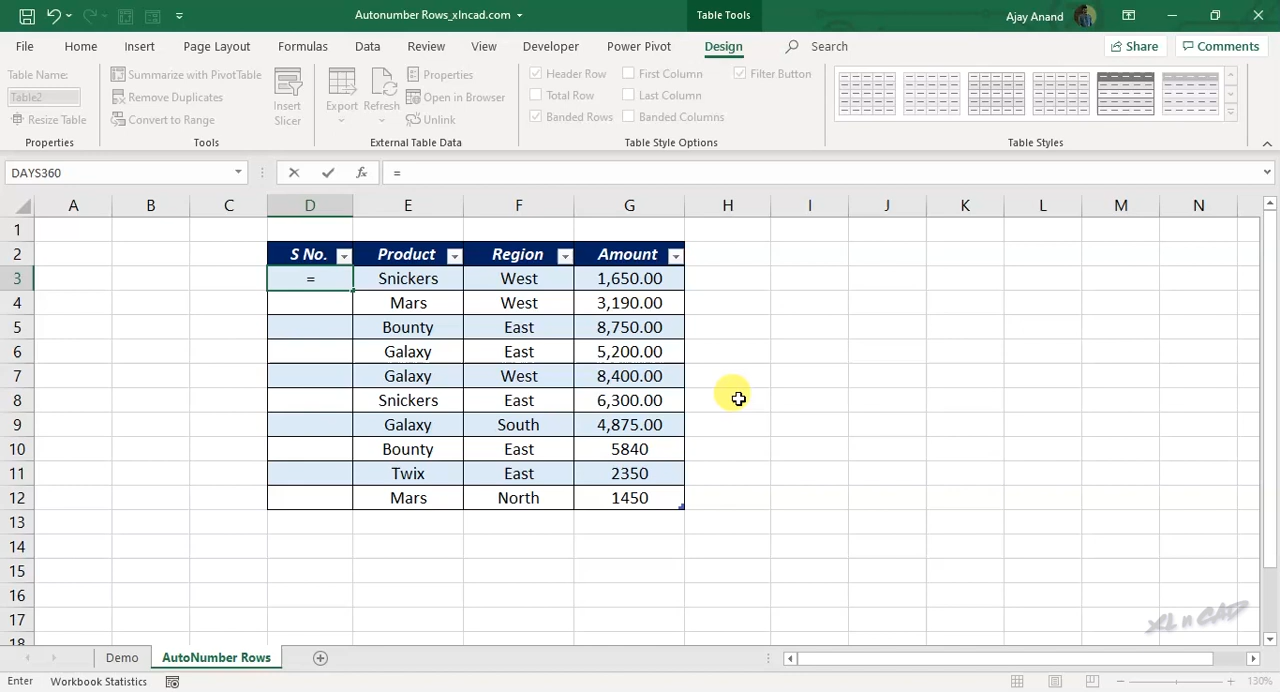 Autonumber Rows_xlncad.com
Table Tools
Ajay Anand
File Home Insert Page Layout Formulas Data Review View Developer Power Pivot Design Search Share Comments
Table Name: Summarize with PivotTable Properties Header Row First Column Filter Button
Table2 Remove Duplicates Insert Slicer Export Refresh Open in Browser Total Row Last Column
Resize Table Convert to Range Unlink Banded Rows Banded Columns
Properties Tools External Table Data Table Style Options Table Styles
DAYS360 fx =
A B C D E F G H I J K L M N
1
2 S No. Product Region Amount
3 = Snickers West 1,650.00
4 Mars West 3,190.00
5 Bounty East 8,750.00
6 Galaxy East 5,200.00
7 Galaxy West 8,400.00
8 Snickers East 6,300.00
9 Galaxy South 4,875.00
10 Bounty East 5840
11 Twix East 2350
12 Mars North 1450
13
14
15
16
17
18
XL n CAD
Demo AutoNumber Rows
Enter Workbook Statistics 130%